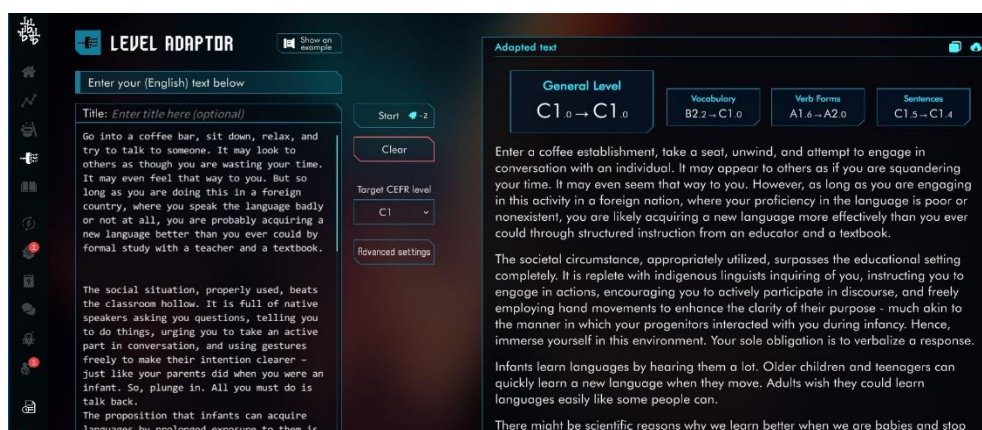 LEVEL ADAPTOR
Show an
example
Enter your (English) text below
Title: Enter title here (optional)
Go into a coffee bar, sit down, relax, and
try to talk to someone. It may look to
others as though you are wasting your time.
It may even feel that way to you. But so
long as you are doing this in a foreign
country, where you speak the language badly
or not at all, you are probably acquiring a
new language better than you ever could by
formal study with a teacher and a textbook.
The social situation, properly used, beats
the classroom hollow. It is full of native
speakers asking you questions, telling you
to do things, urging you to take an active
part in conversation, and using gestures
freely to make their intention clearer –
just like your parents did when you were an
infant. So, plunge in. All you must do is
talk back.
The proposition that infants can acquire
languages by prolonged exposure to them is
Start -2
Clear
Target CEFR level
C1
Advanced settings
1
1
Adapted text
General Level
C1.0→C1.0
Vocabulary
B2.2→C1.0
Verb Forms
A1.6→A2.0
Sentences
C1.5→C1.4
Enter a coffee establishment, take a seat, unwind, and attempt to engage in
conversation with an individual. It may appear to others as if you are squandering
your time. It may even seem that way to you. However, as long as you are engaging
in this activity in a foreign nation, where your proficiency in the language is poor or
nonexistent, you are likely acquiring a new language more effectively than you ever
could through structured instruction from an educator and a textbook.
The societal circumstance, appropriately utilized, surpasses the educational setting
completely. It is replete with indigenous linguists inquiring of you, instructing you to
engage in actions, encouraging you to actively participate in discourse, and freely
employing hand movements to enhance the clarity of their purpose - much akin to
the manner in which your progenitors interacted with you during infancy. Hence,
immerse yourself in this environment. Your sole obligation is to verbalize a response.
Infants learn languages by hearing them a lot. Older children and teenagers can
quickly learn a new language when they move. Adults wish they could learn
languages easily like some people can.
There might be scientific reasons why we learn better when we are babies and stop